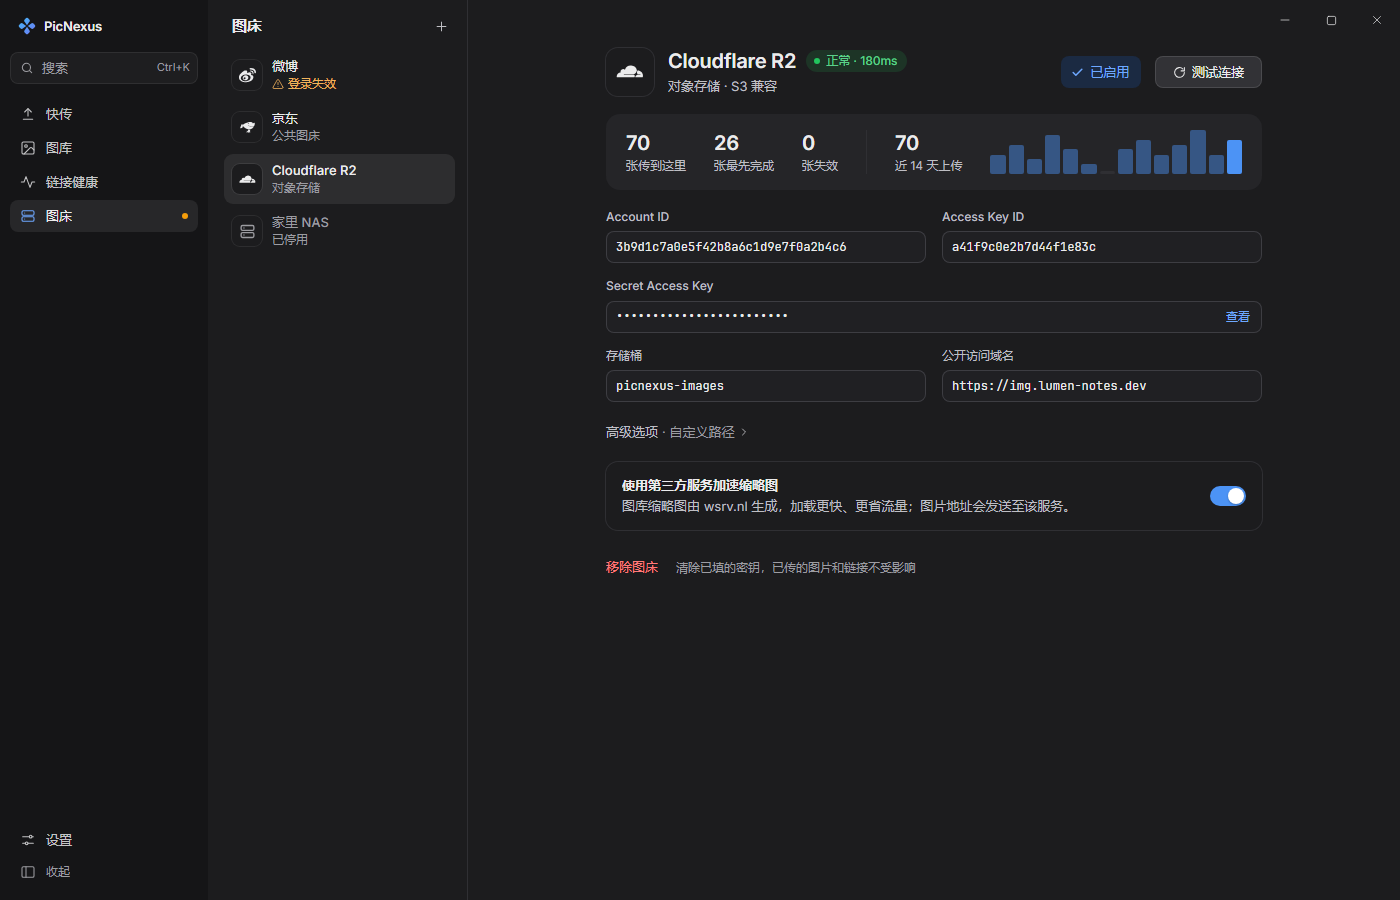 PicNexus
搜索 Ctrl+K
快传
图库
链接健康
图床
设置
收起
图床
微博
登录失效
京东
公共图床
Cloudflare R2
对象存储
家里 NAS
已停用
Cloudflare R2 正常 · 180ms
对象存储 · S3 兼容
已启用
测试连接
70 26 0 70
张传到这里 张最先完成 张失效 近 14 天上传
Account ID Access Key ID
3b9d1c7a0e5f42b8a6c1d9e7f0a2b4c6 a41f9c0e2b7d44f1e83c
Secret Access Key
•••••••••••••••••••••••• 查看
存储桶 公开访问域名
picnexus-images https://img.lumen-notes.dev
高级选项 · 自定义路径
使用第三方服务加速缩略图
图库缩略图由 wsrv.nl 生成，加载更快、更省流量；图片地址会发送至该服务。
移除图床 清除已填的密钥，已传的图片和链接不受影响